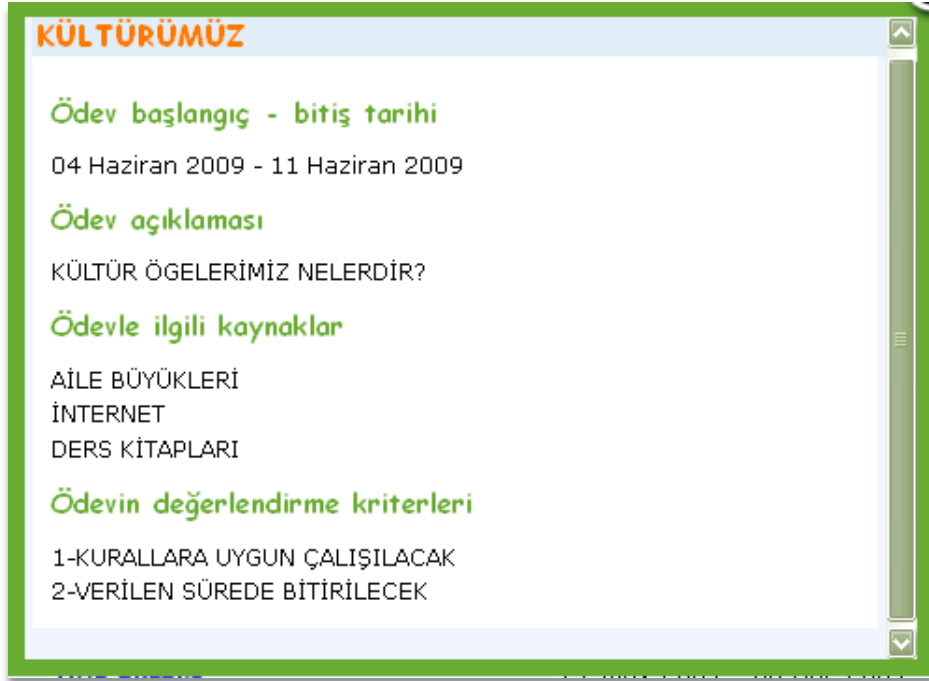 KÜLTÜRÜMÜZ
Ödev başlangıç - bitiş tarihi
04 Haziran 2009 - 11 Haziran 2009
Ödev açıklaması
KÜLTÜR ÖGELERİMİZ NELERDİR?
Ödevle ilgili kaynaklar
AİLE BÜYÜKLERİ
İNTERNET
DERS KİTAPLARI
Ödevin değerlendirme kriterleri
1-KURALLARA UYGUN ÇALIŞILACAK
2-VERİLEN SÜREDE BİTİRİLECEK